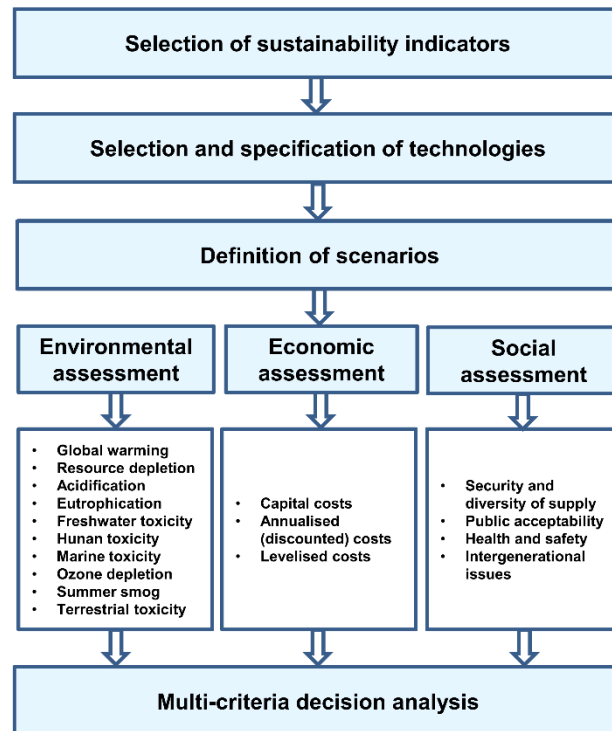 Selection of sustainability indicators
Selection and specification of technologies
Definition of scenarios
Environmental
assessment
Economic
assessment
Social
assessment
• Global warming
• Resource depletion
• Acidification
• Eutrophication
• Freshwater toxicity
• Hunan toxicity
• Marine toxicity
• Ozone depletion
• Summer smog
• Terrestrial toxicity
• Capital costs
• Annualised
(discounted) costs
• Levelised costs
• Security and
diversity of supply
• Public acceptability
• Health and safety
• Intergenerational
issues
Multi-criteria decision analysis